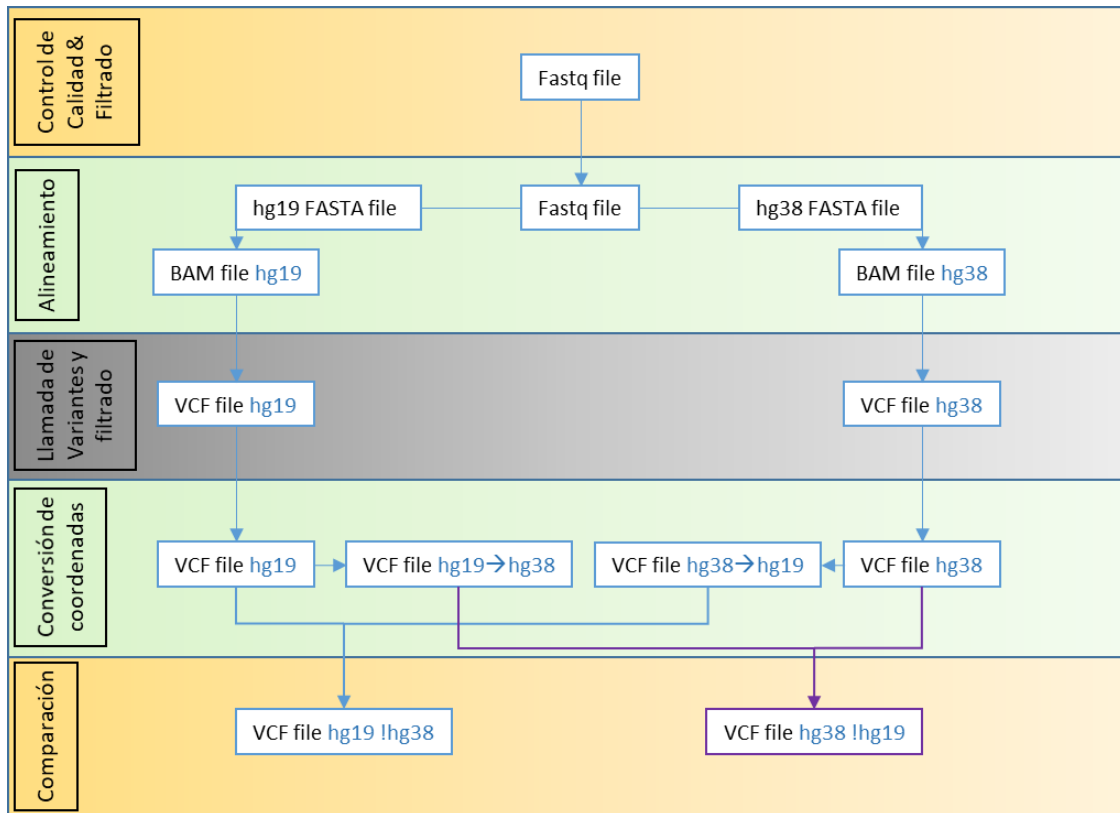 Control de
Calidad &
Filtrado
Fastq file
Alineamiento
hg19 FASTA file
Fastq file
hg38 FASTA file
BAM file hg19
BAM file hg38
Llamada de
Variantes y
filtrado
VCF file hg19
VCF file hg38
Conversión de
coordenadas
VCF file hg19
VCF file hg19→hg38
VCF file hg38→hg19
VCF file hg38
Comparación
VCF file hg19 !hg38
VCF file hg38 !hg19